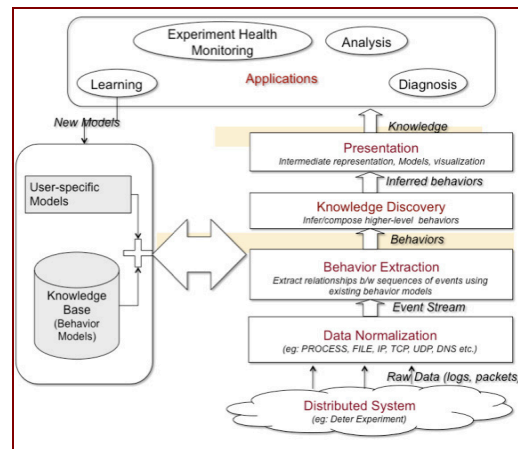 Experiment Health
Monitoring
Analysis
Learning
Applications
Diagnosis
New Models
Knowledge
Presentation
Intermediate representation, Models, visualization
Inferred behaviors
User-specific
Models
Knowledge Discovery
Infer/compose higher-level behaviors
Behaviors
Behavior Extraction
Extract relationships b/w sequences of events using
existing behavior models
Knowledge
Base
(Behavior
Models)
Event Stream
Data Normalization
(eg: PROCESS, FILE, IP, TCP, UDP, DNS etc.)
Raw Data (logs, packets,
Distributed System
(eg: Deter Experiment)